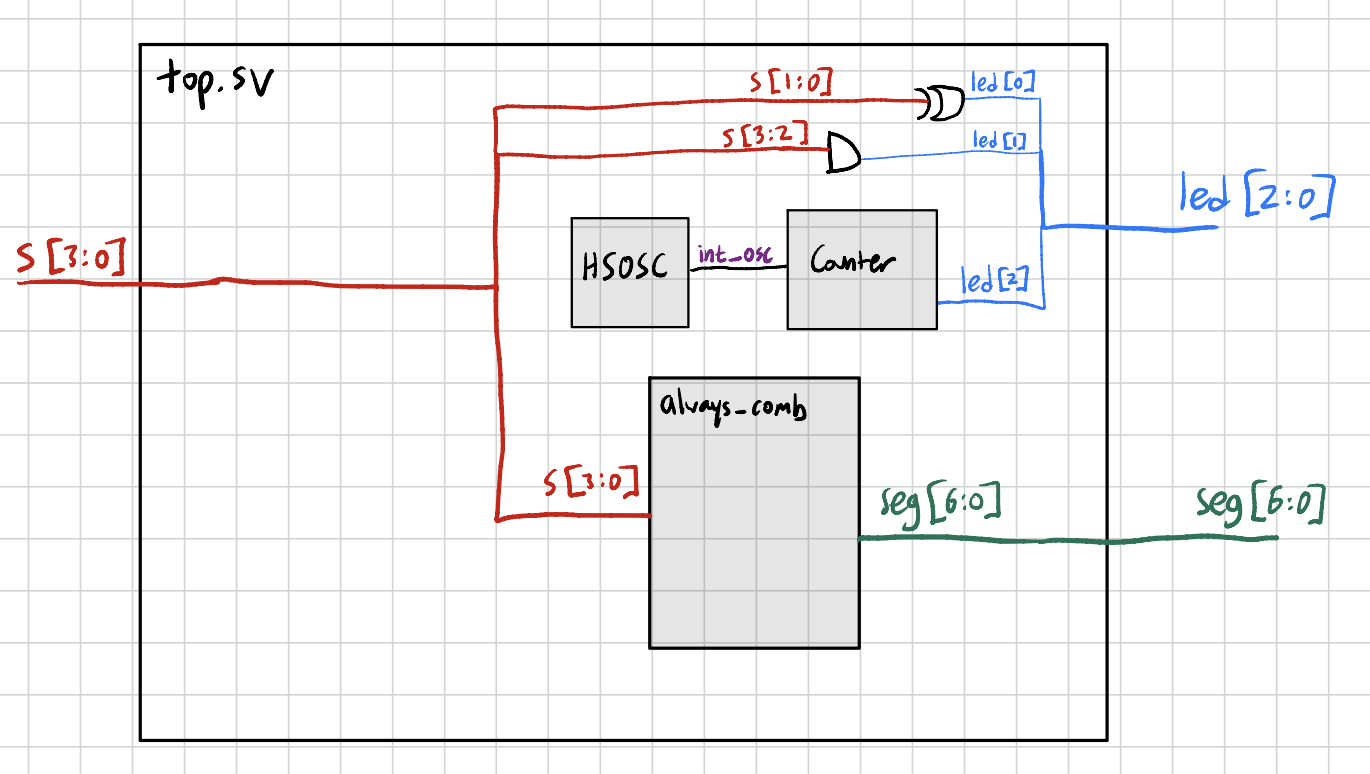 top.sv
S[1:0]
led[0]
S[3:2]
led[1]
led[2:0]
S[3:0]
HSOSC
int_osc
Counter
led[2]
always_comb
S[3:0]
seg[6:0]
seg[6:0]